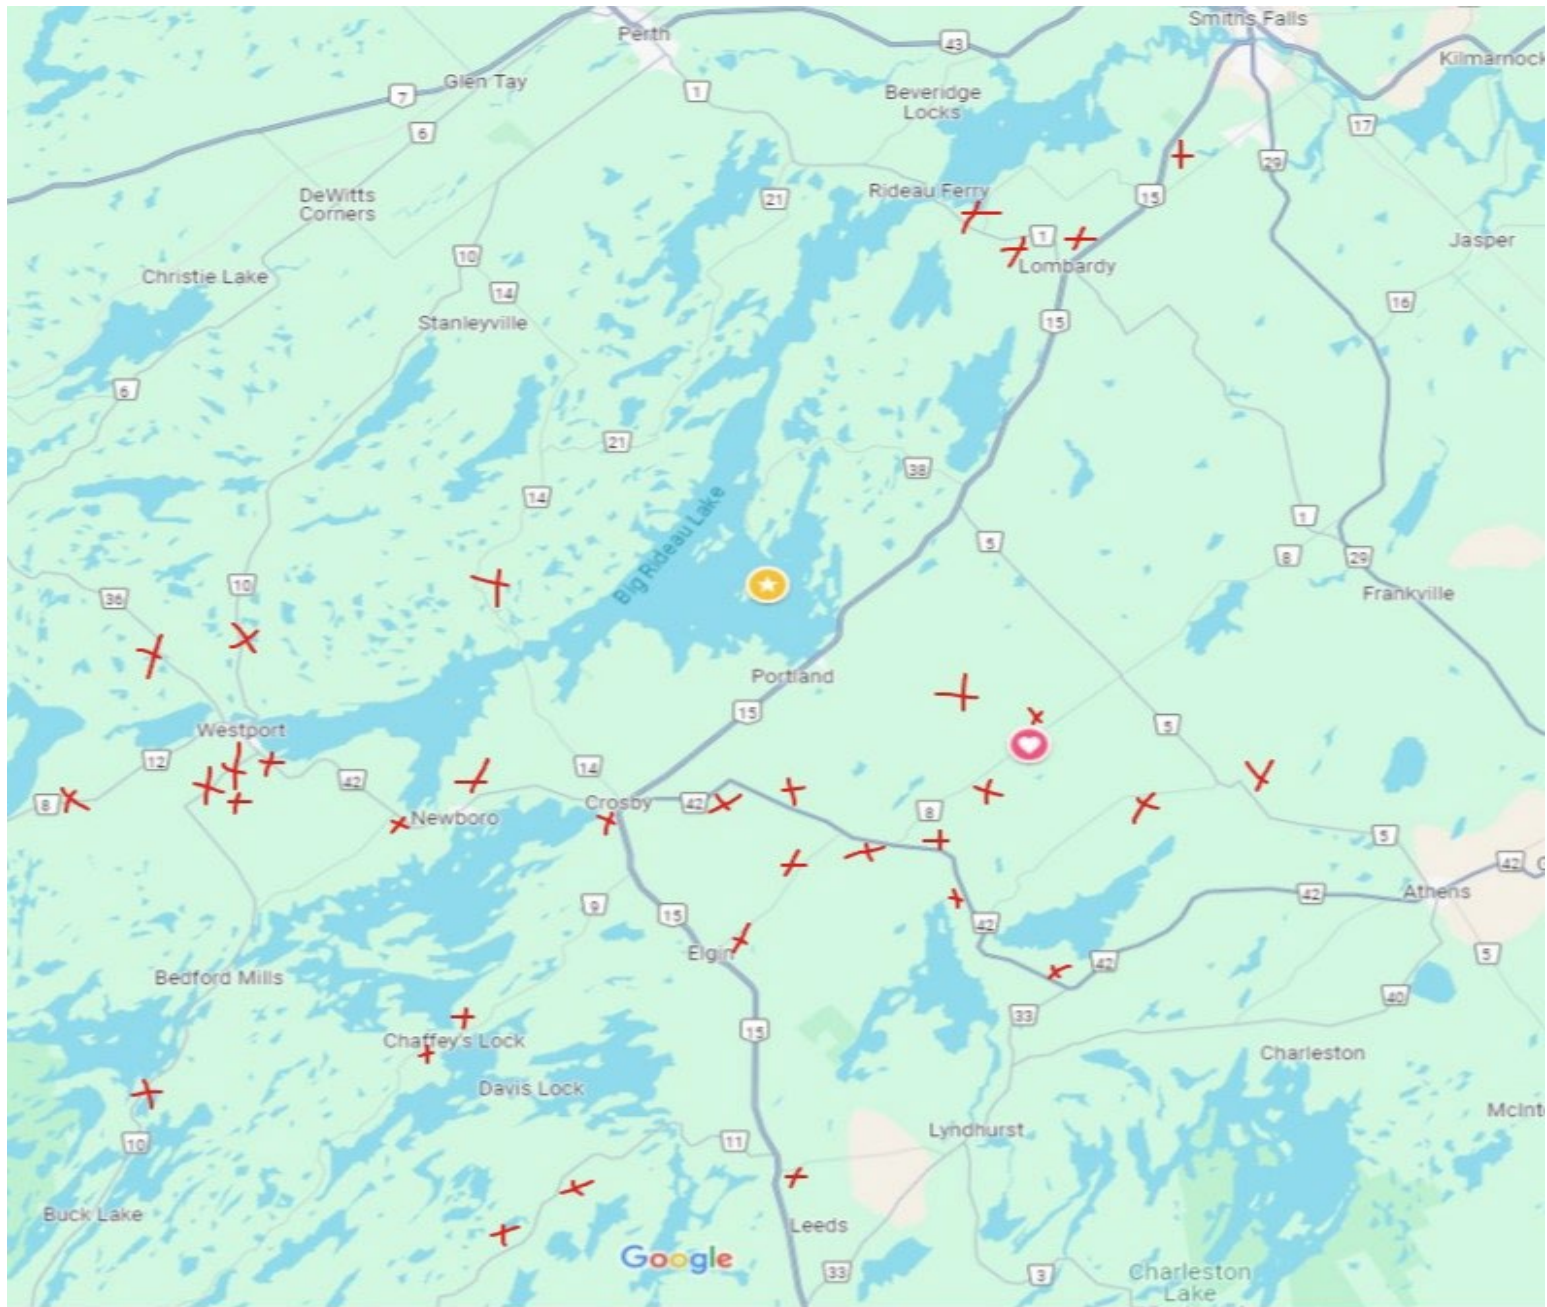 Smiths Falls
Perth
43
Kilmarnock
Glen Tay
7
1
Beveridge
Locks
6
17
29
DeWitts
Corners
Rideau Ferry
21
15
1
Jasper
10
Lombardy
Christie Lake
14
16
Stanleyville
15
6
21
38
14
Big Rideau Lake
1
5
8
29
10
36
Frankville
Portland
15
5
Westport
12
14
42
8
Crosby
42
8
Newboro
5
42
Athens
42
9
15
42
Elgin
5
42
Bedford Mills
40
33
Chaffey's Lock
15
Charleston
Davis Lock
McInt
10
11
Lyndhurst
Buck Lake
Leeds
Google
33
3
Charleston
Lake